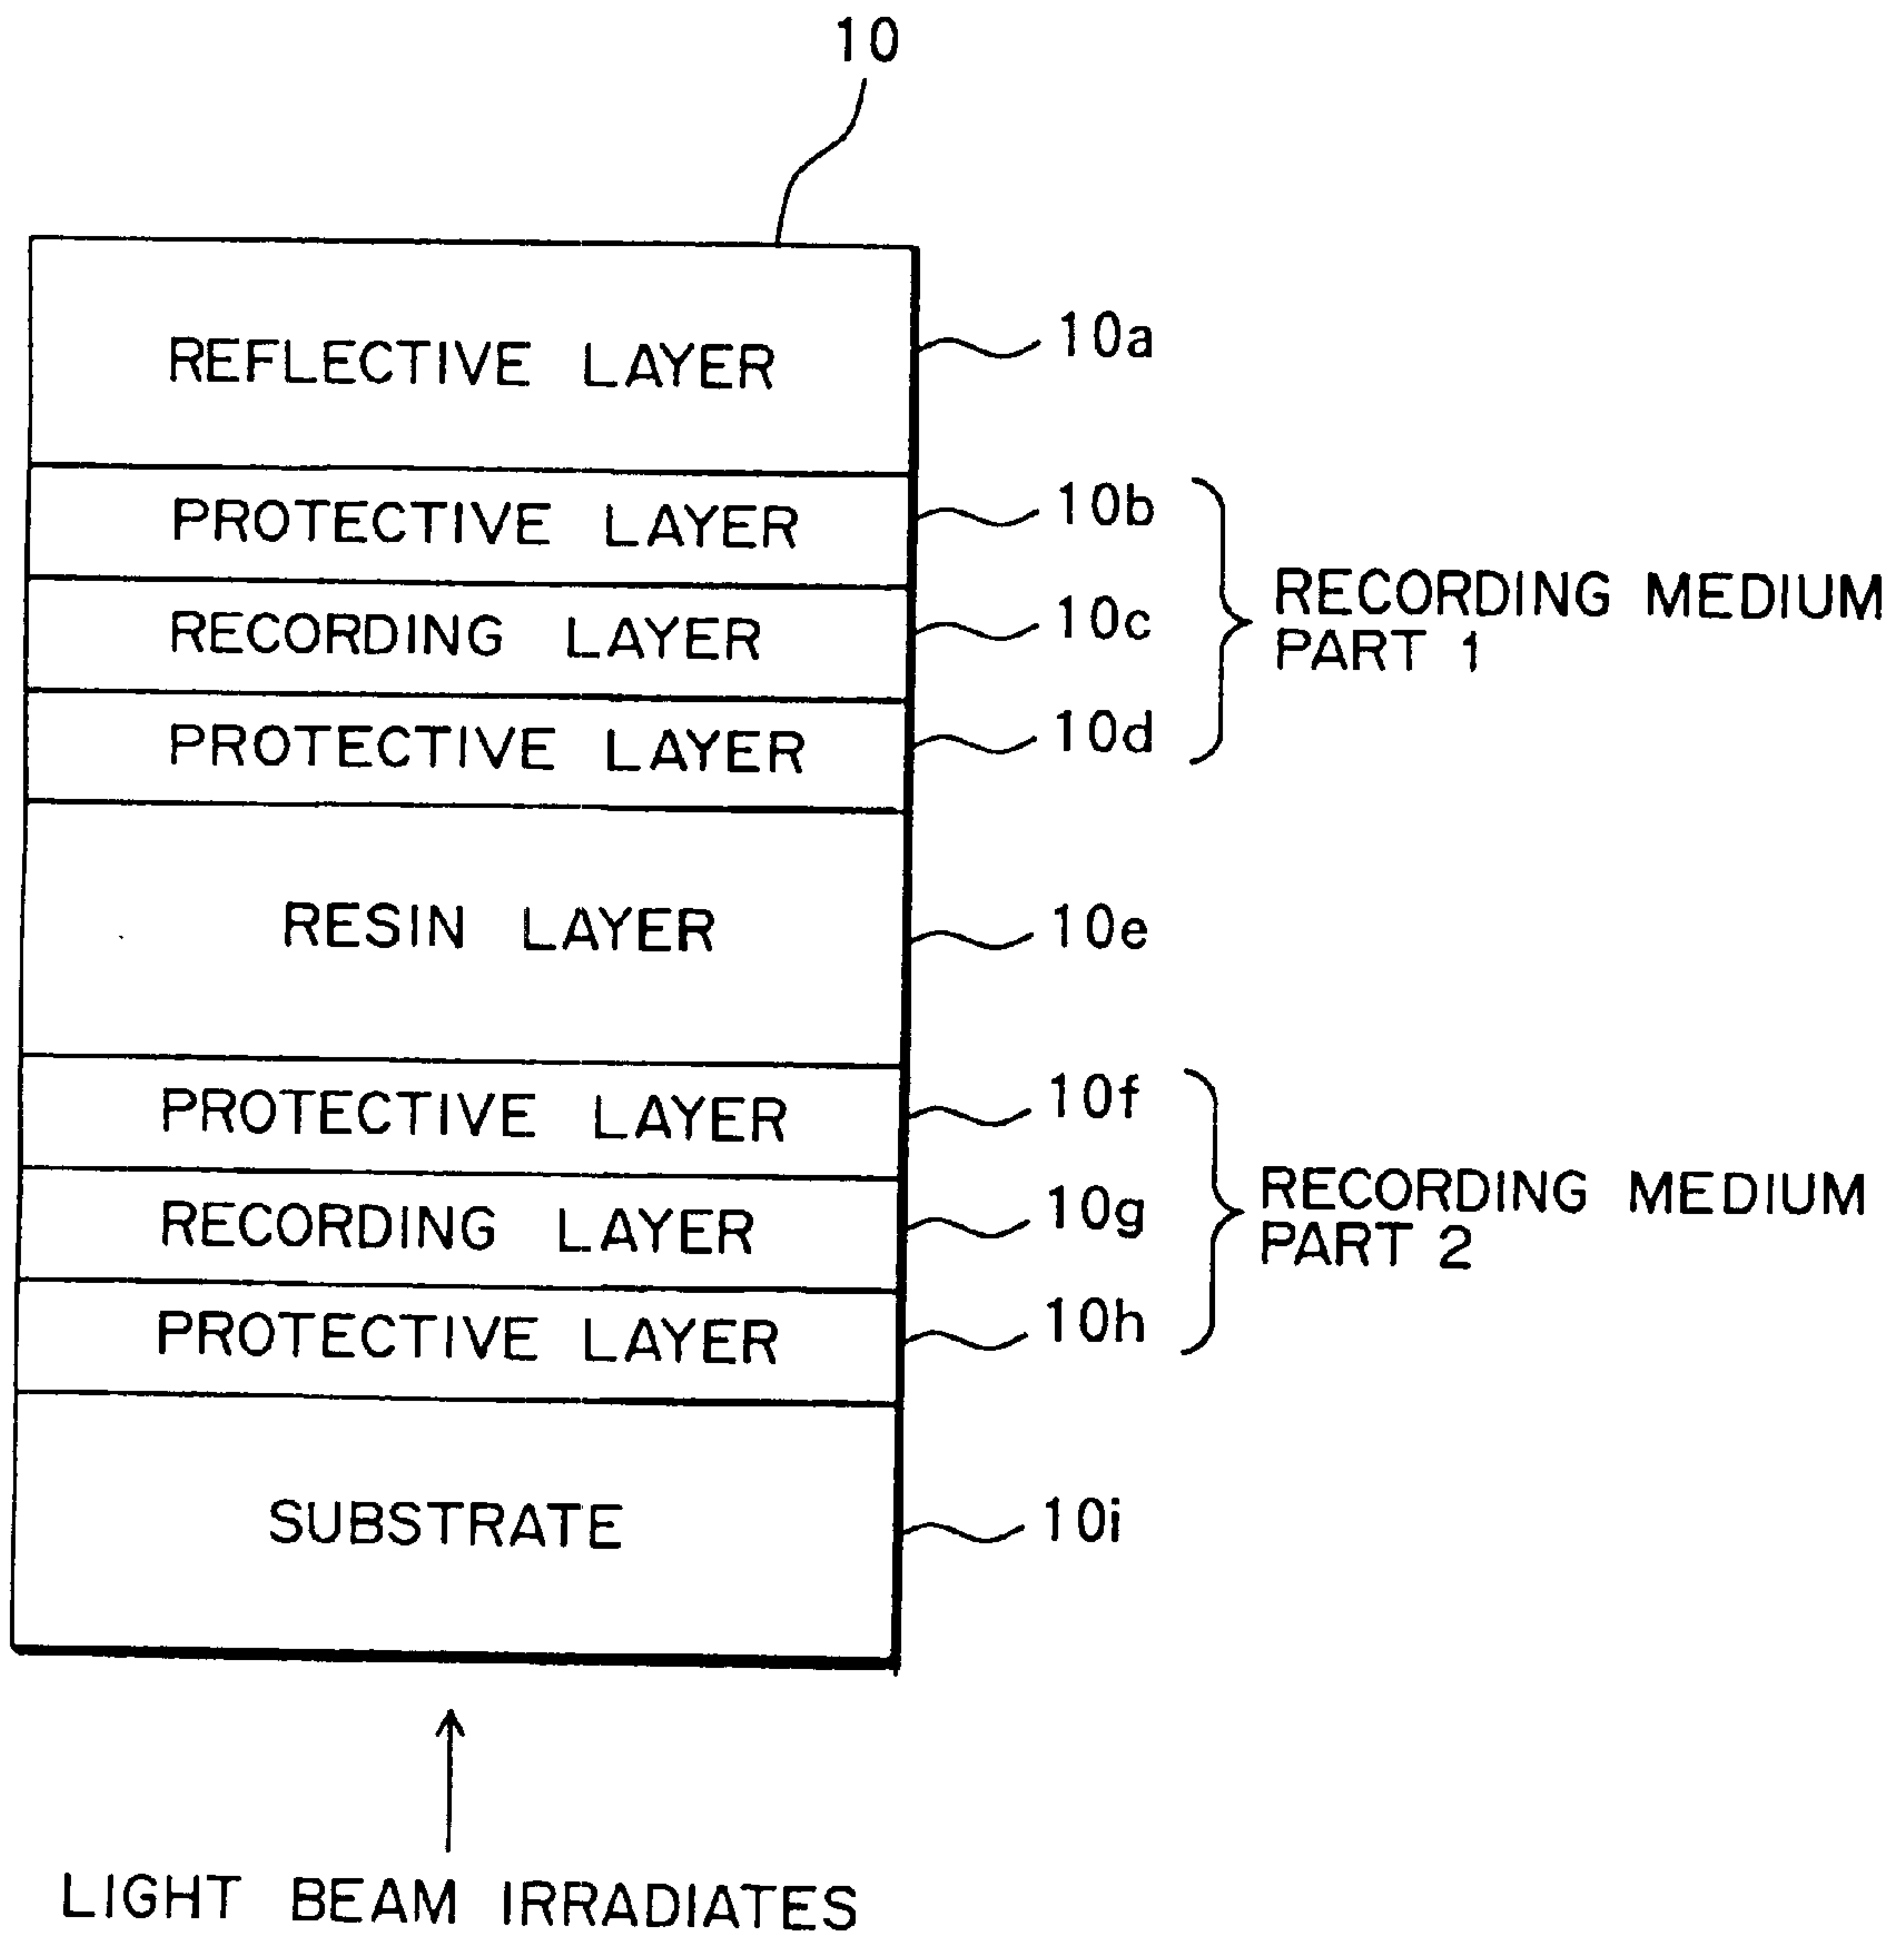 10
REFLECTIVE LAYER 10a
PROTECTIVE LAYER 10b
RECORDING LAYER 10c
PROTECTIVE LAYER 10d
RECORDING MEDIUM
PART 1
RESIN LAYER 10e
PROTECTIVE LAYER 10f
RECORDING LAYER 10g
PROTECTIVE LAYER 10h
RECORDING MEDIUM
PART 2
SUBSTRATE 10i
LIGHT BEAM IRRADIATES